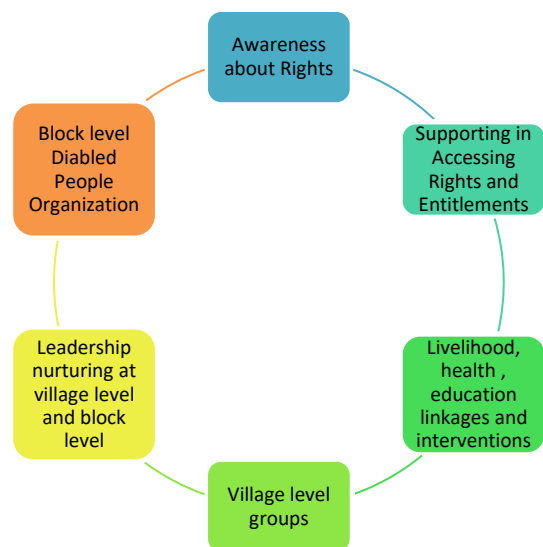 Awareness
about Rights
Supporting in
Accessing
Rights and
Entitlements
Livelihood,
health ,
education
linkages and
interventions
Village level
groups
Leadership
nurturing at
village level
and block
level
Block level
Diabled
People
Organization